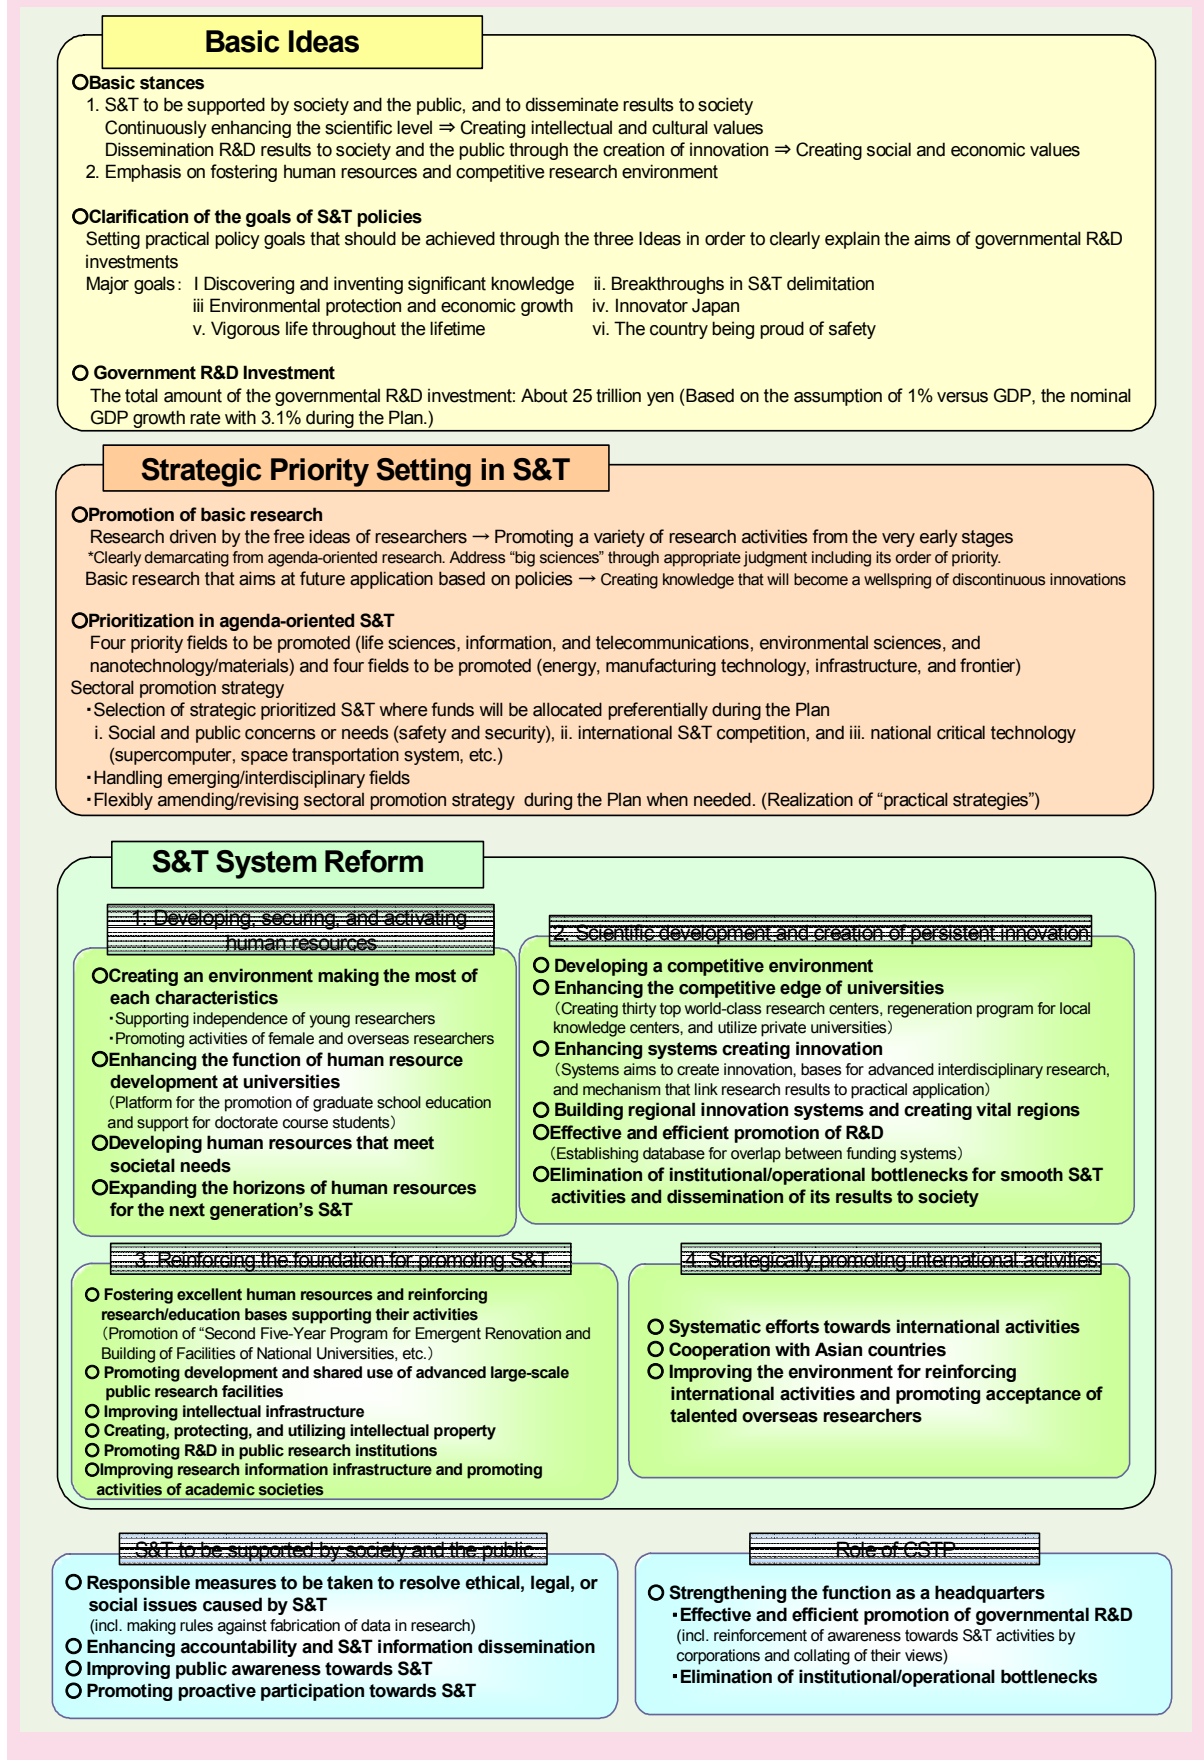 Basic Ideas
○Basic stances
1. S&T to be supported by society and the public, and to disseminate results to society
Continuously enhancing the scientific level ⇒ Creating intellectual and cultural values
Dissemination R&D results to society and the public through the creation of innovation ⇒ Creating social and economic values
2. Emphasis on fostering human resources and competitive research environment
○Clarification of the goals of S&T policies
Setting practical policy goals that should be achieved through the three Ideas in order to clearly explain the aims of governmental R&D
investments
Major goals: I Discovering and inventing significant knowledge ii. Breakthroughs in S&T delimitation
iii Environmental protection and economic growth iv. Innovator Japan
v. Vigorous life throughout the lifetime vi. The country being proud of safety
○ Government R&D Investment
The total amount of the governmental R&D investment: About 25 trillion yen (Based on the assumption of 1% versus GDP, the nominal
GDP growth rate with 3.1% during the Plan.)
Strategic Priority Setting in S&T
○Promotion of basic research
Research driven by the free ideas of researchers → Promoting a variety of research activities from the very early stages
*Clearly demarcating from agenda-oriented research. Address “big sciences” through appropriate judgment including its order of priority.
Basic research that aims at future application based on policies → Creating knowledge that will become a wellspring of discontinuous innovations
○Prioritization in agenda-oriented S&T
Four priority fields to be promoted (life sciences, information, and telecommunications, environmental sciences, and
nanotechnology/materials) and four fields to be promoted (energy, manufacturing technology, infrastructure, and frontier)
Sectoral promotion strategy
・Selection of strategic prioritized S&T where funds will be allocated preferentially during the Plan
i. Social and public concerns or needs (safety and security), ii. international S&T competition, and iii. national critical technology
(supercomputer, space transportation system, etc.)
・Handling emerging/interdisciplinary fields
・Flexibly amending/revising sectoral promotion strategy during the Plan when needed. (Realization of “practical strategies”)
S&T System Reform
1. Developing, securing, and activating
human resources
○Creating an environment making the most of
each characteristics
・Supporting independence of young researchers
・Promoting activities of female and overseas researchers
○Enhancing the function of human resource
development at universities
（Platform for the promotion of graduate school education
and support for doctorate course students）
○Developing human resources that meet
societal needs
○Expanding the horizons of human resources
for the next generation’s S&T
2. Scientific development and creation of persistent innovation
○ Developing a competitive environment
○ Enhancing the competitive edge of universities
（Creating thirty top world-class research centers, regeneration program for local
knowledge centers, and utilize private universities）
○ Enhancing systems creating innovation
（Systems aims to create innovation, bases for advanced interdisciplinary research,
and mechanism that link research results to practical application）
○ Building regional innovation systems and creating vital regions
○Effective and efficient promotion of R&D
（Establishing database for overlap between funding systems）
○Elimination of institutional/operational bottlenecks for smooth S&T
activities and dissemination of its results to society
3. Reinforcing the foundation for promoting S&T
○ Fostering excellent human resources and reinforcing
research/education bases supporting their activities
（Promotion of “Second Five-Year Program for Emergent Renovation and
Building of Facilities of National Universities, etc.）
○ Promoting development and shared use of advanced large-scale
public research facilities
○ Improving intellectual infrastructure
○ Creating, protecting, and utilizing intellectual property
○ Promoting R&D in public research institutions
○Improving research information infrastructure and promoting
activities of academic societies
4. Strategically promoting international activities
○ Systematic efforts towards international activities
○ Cooperation with Asian countries
○ Improving the environment for reinforcing
international activities and promoting acceptance of
talented overseas researchers
S&T to be supported by society and the public
○ Responsible measures to be taken to resolve ethical, legal, or
social issues caused by S&T
(incl. making rules against fabrication of data in research)
○ Enhancing accountability and S&T information dissemination
○ Improving public awareness towards S&T
○ Promoting proactive participation towards S&T
Role of CSTP
○ Strengthening the function as a headquarters
・Effective and efficient promotion of governmental R&D
(incl. reinforcement of awareness towards S&T activities by
corporations and collating of their views)
・Elimination of institutional/operational bottlenecks